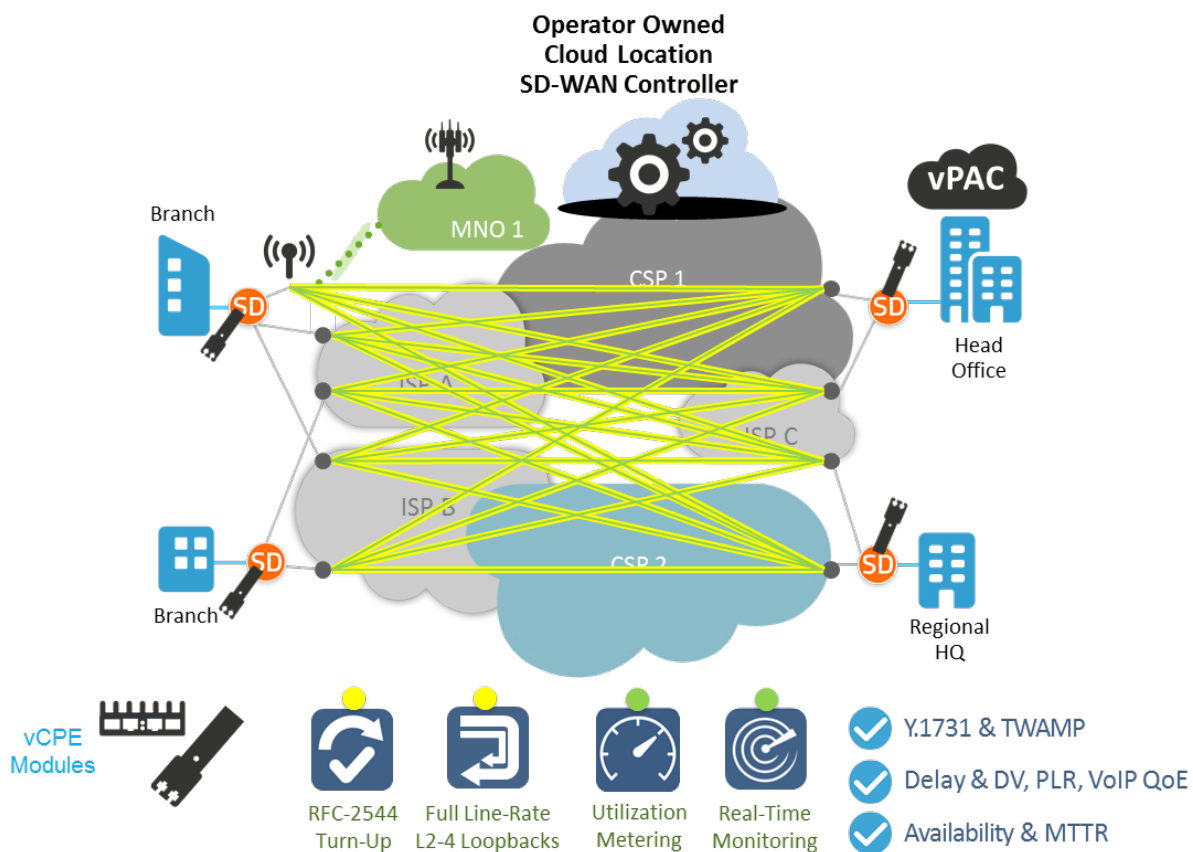 Operator Owned
Cloud Location
SD-WAN Controller
vPAC
Branch
MNO 1
CSP 1
SD
SD
Head
Office
ISP A
ISP C
ISP B
CSP 2
SD
SD
Branch
Regional
HQ
vCPE
Modules
RFC-2544
Turn-Up
Full Line-Rate
L2-4 Loopbacks
Utilization
Metering
Real-Time
Monitoring
Y.1731 & TWAMP
Delay & DV, PLR, VoIP QoE
Availability & MTTR